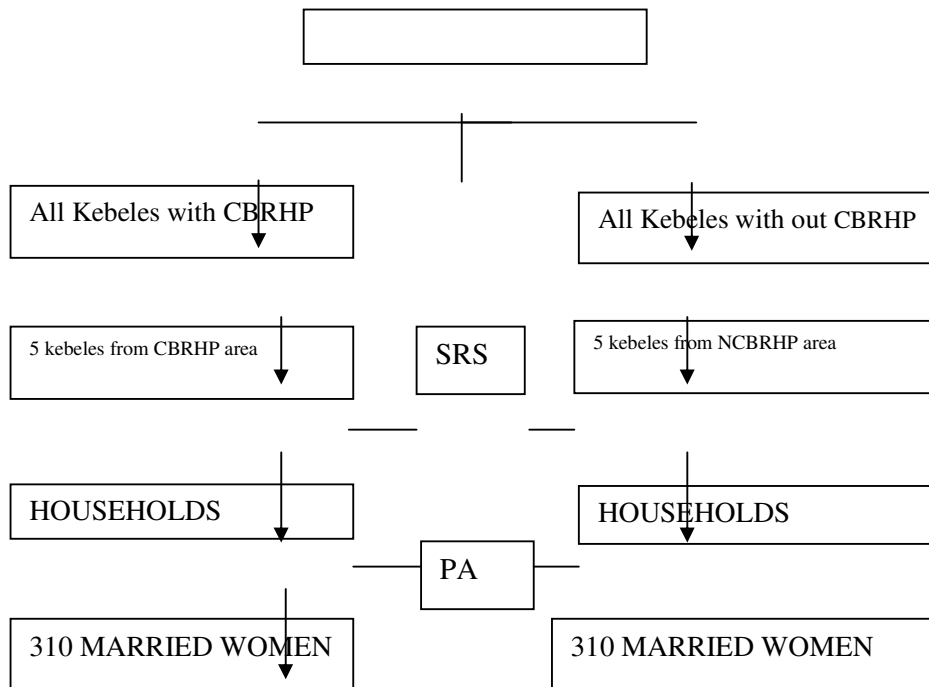 All Kebeles with CBRHP
All Kebeles with out CBRHP
5 kebeles from CBRHP area
SRS
5 kebeles from NCBRHP area
HOUSEHOLDS
HOUSEHOLDS
PA
310 MARRIED WOMEN
310 MARRIED WOMEN